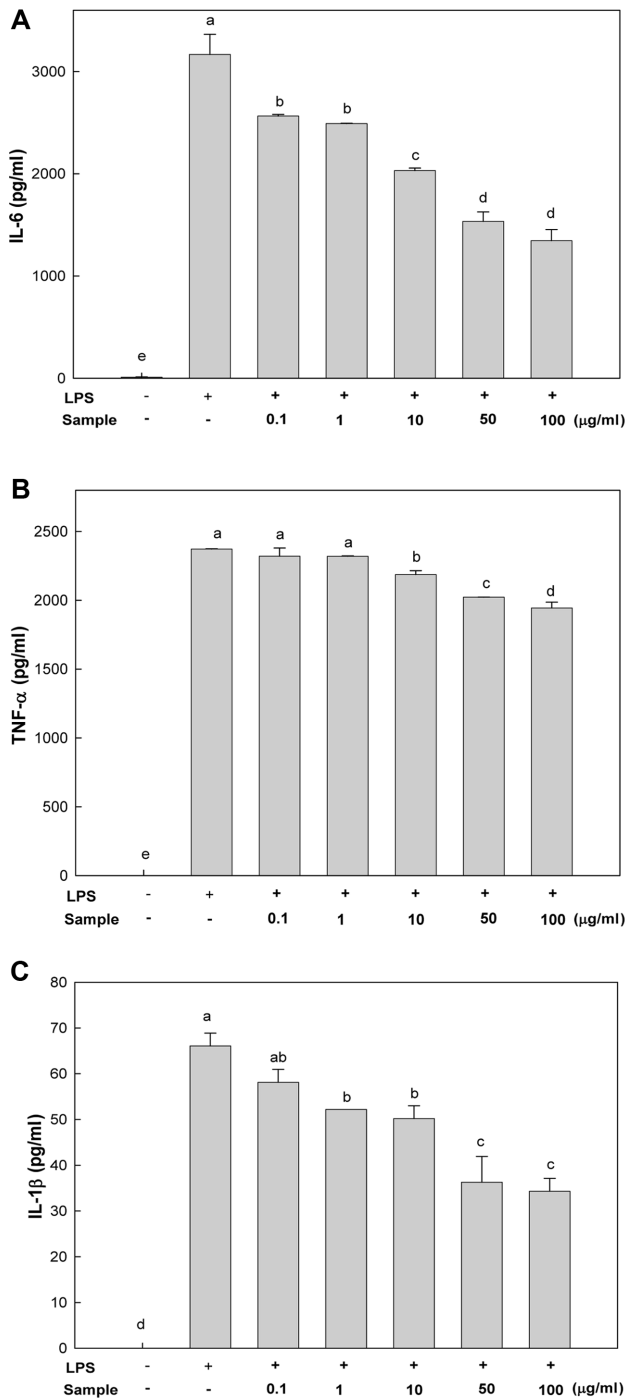 A
3000
2000
1000
0
IL-6 (pg/ml)
a
b
b
c
d
d
e
LPS - + + + + + +
Sample - - 0.1 1 10 50 100 (μg/ml)
B
2500
2000
1500
1000
500
0
TNF-α (pg/ml)
a
a
a
b
c
d
e
LPS - + + + + + +
Sample - - 0.1 1 10 50 100 (μg/ml)
C
80
70
60
50
40
30
20
10
0
IL-1β (pg/ml)
a
ab
b
b
c
c
d
LPS - + + + + + +
Sample - - 0.1 1 10 50 100 (μg/ml)